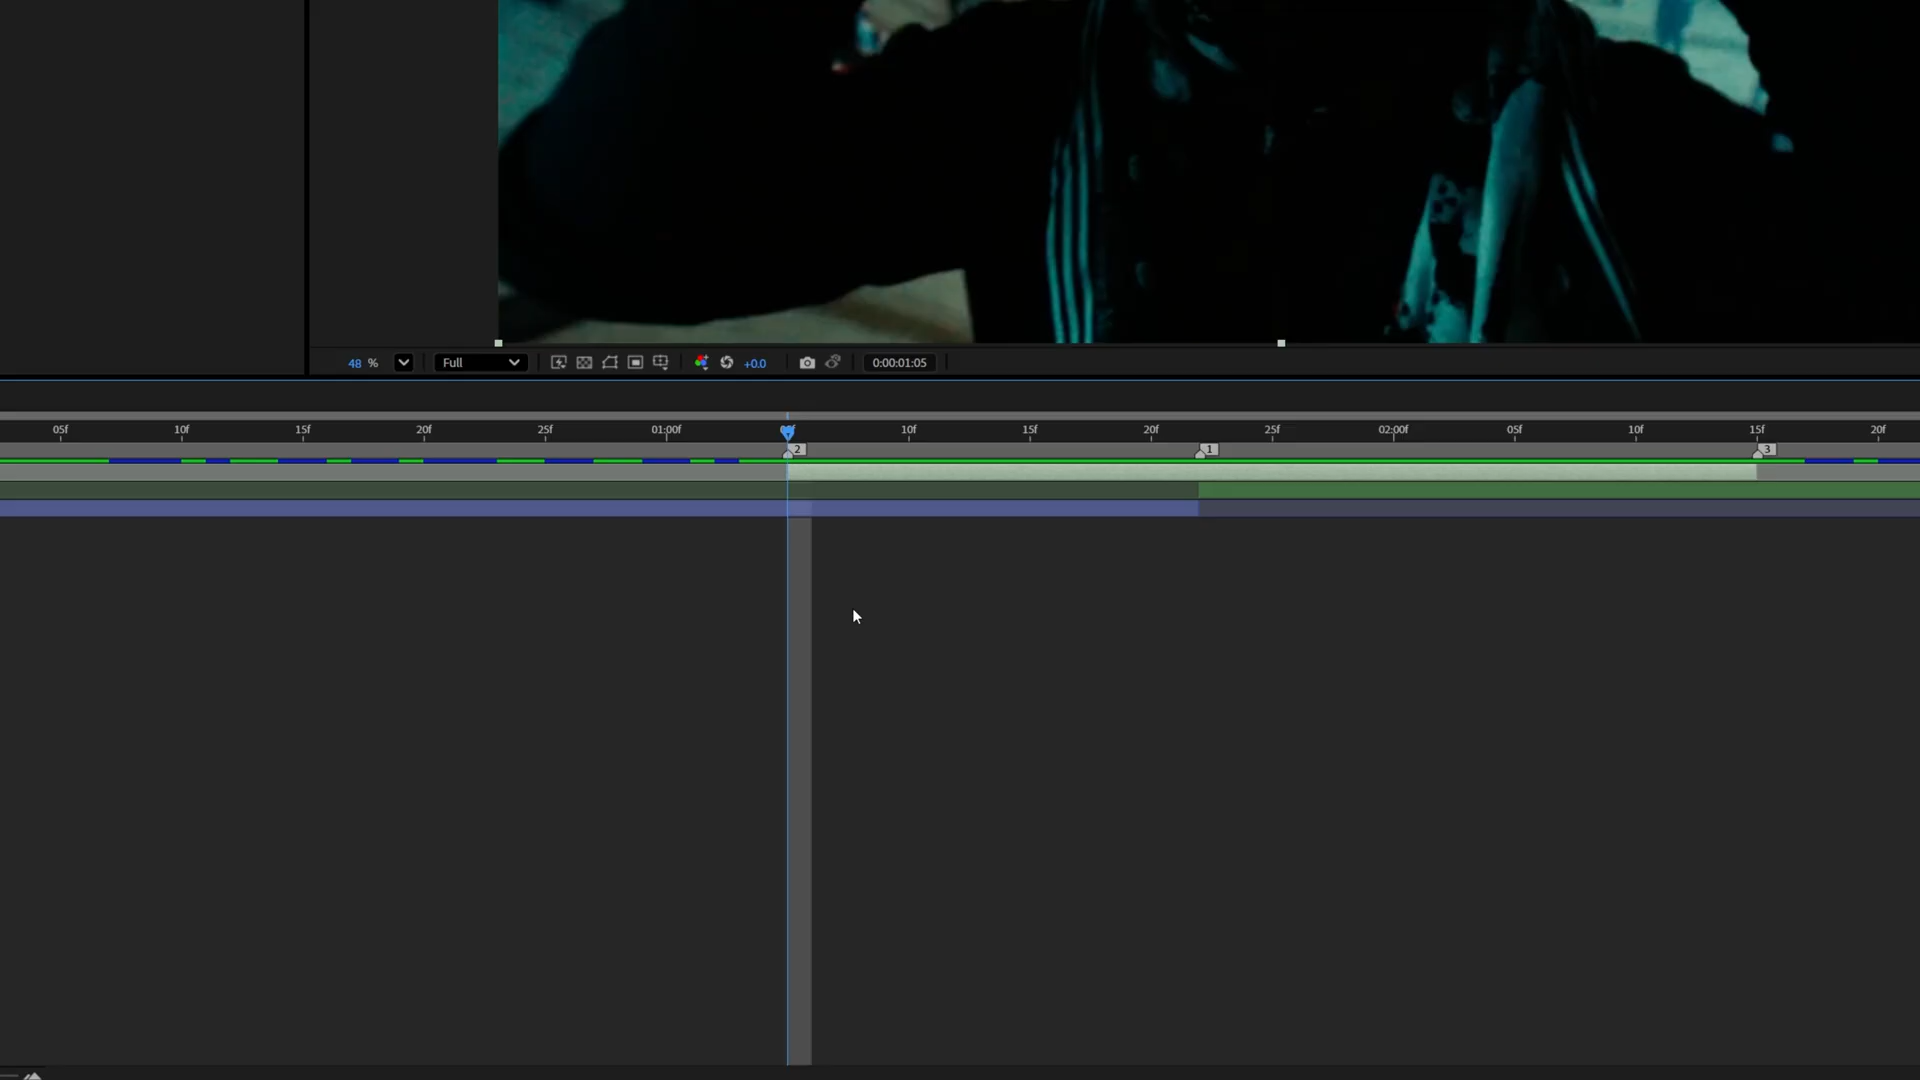 48 % Full +0.0 0:00:01:05
05f 10f 15f 20f 25f 01:00f 10f 15f 20f 25f 02:00f 05f 10f 15f 20f
2 1 3